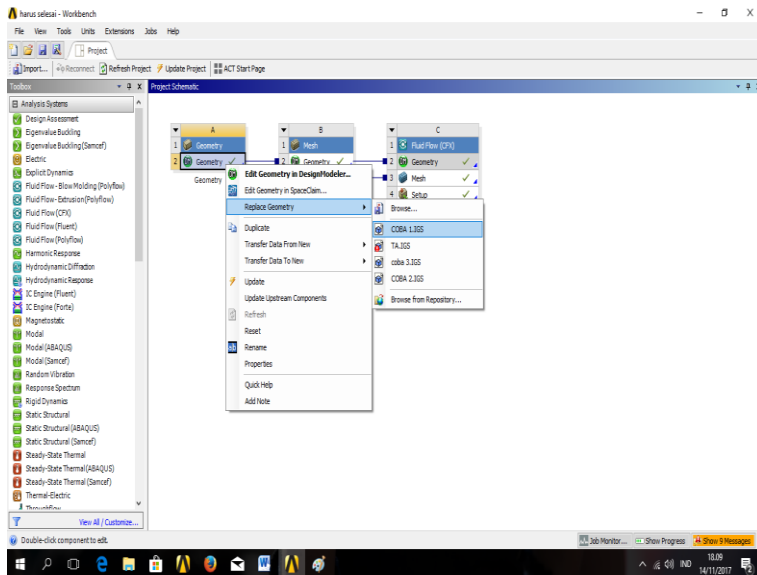 harus selesai - Workbench
File View Tools Units Extensions Jobs Help
Project
Import... Reconnect Refresh Project Update Project ACT Start Page
Toolbox
Project Schematic
Analysis Systems
Design Assessment
Eigenvalue Buckling
Eigenvalue Buckling (Samcef)
Electric
Explicit Dynamics
Fluid Flow - Blow Molding (Polyflow)
Fluid Flow - Extrusion (Polyflow)
Fluid Flow (CFX)
Fluid Flow (Fluent)
Fluid Flow (Polyflow)
Harmonic Response
Hydrodynamic Diffraction
Hydrodynamic Response
IC Engine (Fluent)
IC Engine (Forte)
Magnetostatic
Modal
Modal (ABAQUS)
Modal (Samcef)
Random Vibration
Response Spectrum
Rigid Dynamics
Static Structural
Static Structural (ABAQUS)
Static Structural (Samcef)
Steady-State Thermal
Steady-State Thermal (ABAQUS)
Steady-State Thermal (Samcef)
Thermal-Electric
Throughflow
View All / Customize...
A
1 Geometry
2 Geometry
Geometry
B
1 Mesh
2 Geometry
C
1 Fluid Flow (CFX)
2 Geometry
3 Mesh
4 Setup
Edit Geometry in DesignModeler...
Edit Geometry in SpaceClaim...
Replace Geometry
Duplicate
Transfer Data From New
Transfer Data To New
Update
Update Upstream Components
Refresh
Reset
Rename
Properties
Quick Help
Add Note
Browse...
COBA 1.IGS
TA.IGS
coba 3.IGS
COBA 2.IGS
Browse from Repository...
Double-click component to edit.
Job Monitor... Show Progress Show 9 Messages
IND
18.09
14/11/2017